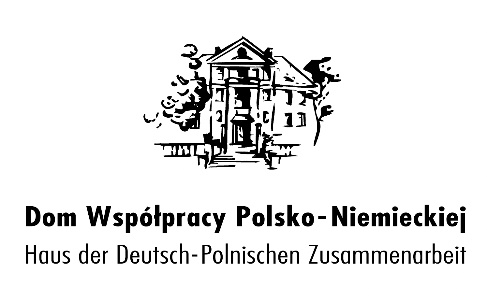 Dom Współpracy Polsko-Niemieckiej
Haus der Deutsch-Polnischen Zusammenarbeit